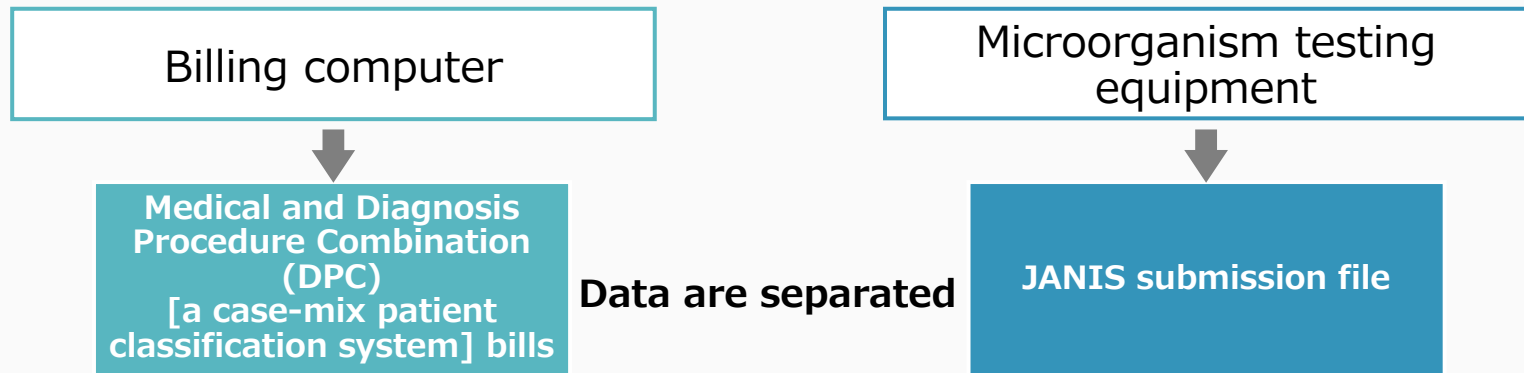 Billing computer
Microorganism testing
equipment
Medical and Diagnosis
Procedure Combination
(DPC)
[a case-mix patient
classification system] bills
Data are separated
JANIS submission file